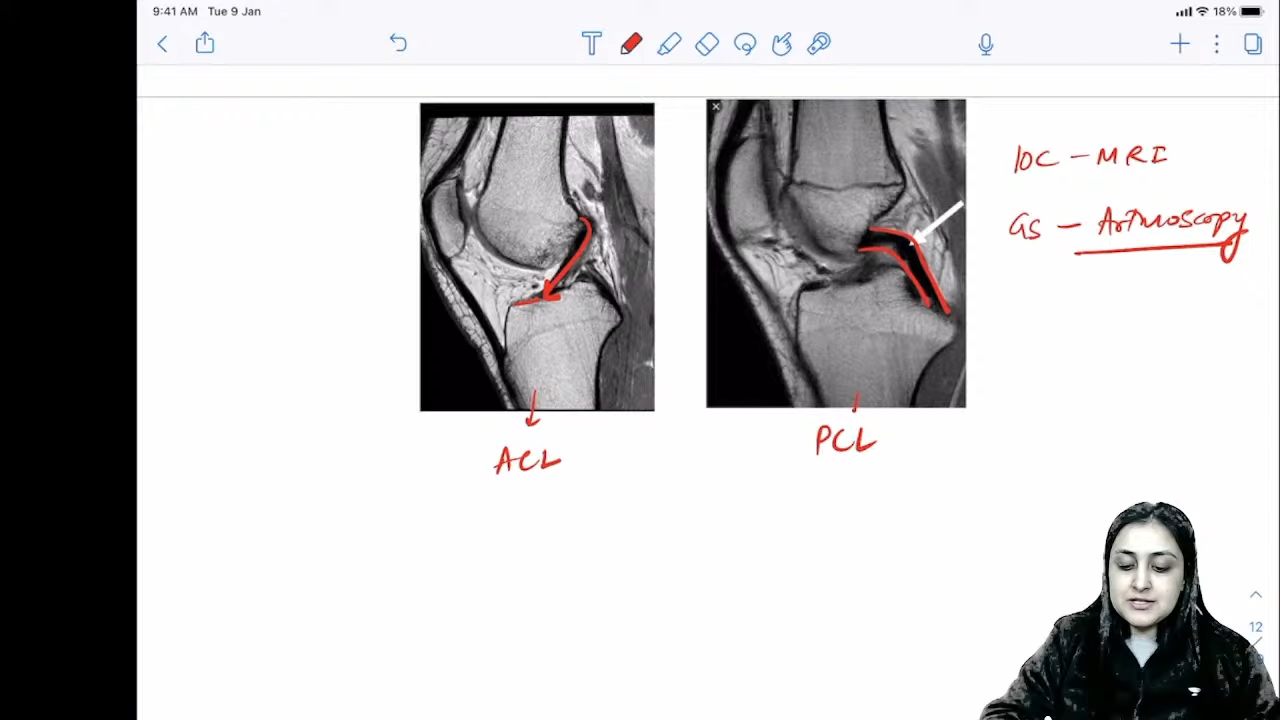 9:41 AM Tue 9 Jan
18%
T
IOC - MRI
GS - Arthroscopy
ACL
PCL
12